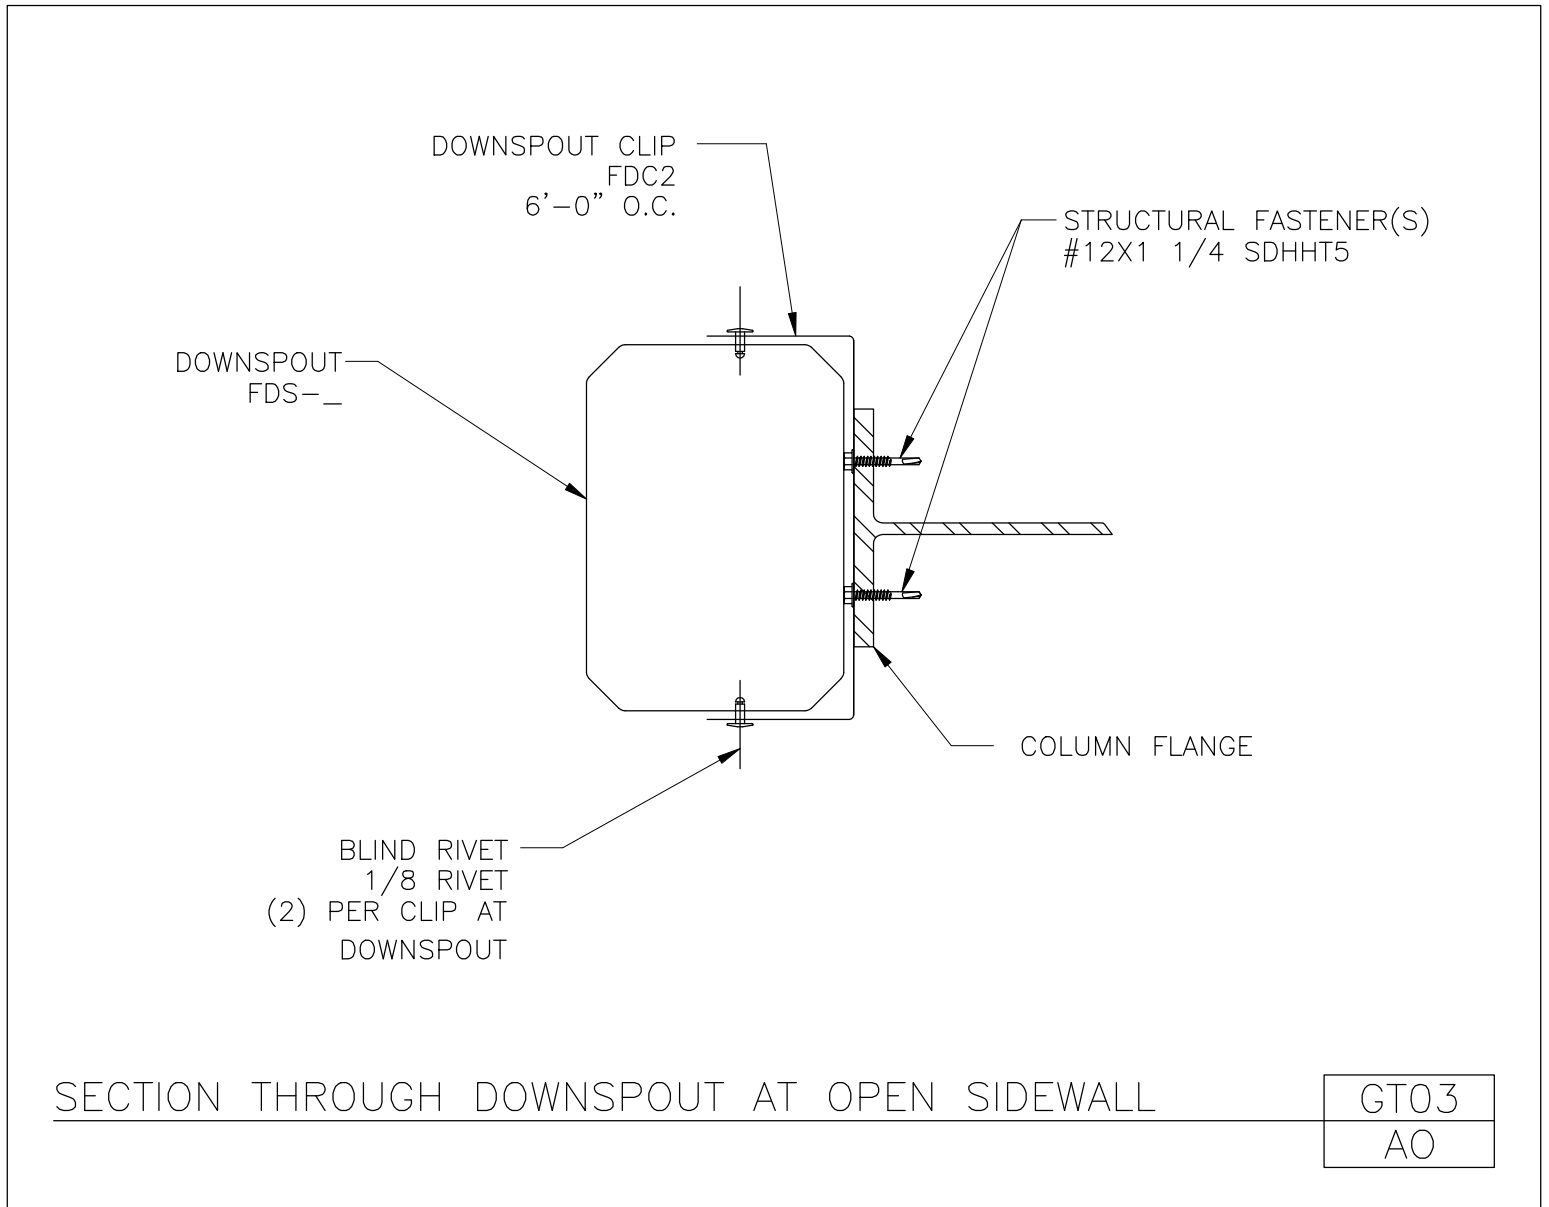 DOWNSPOUT CLIP
FDC2
6'-0" O.C.
STRUCTURAL FASTENER(S)
#12X1 1/4 SDHHT5
DOWNSPOUT
FDS-_
COLUMN FLANGE
BLIND RIVET
1/8 RIVET
(2) PER CLIP AT
DOWNSPOUT
SECTION THROUGH DOWNSPOUT AT OPEN SIDEWALL
GT03
A0